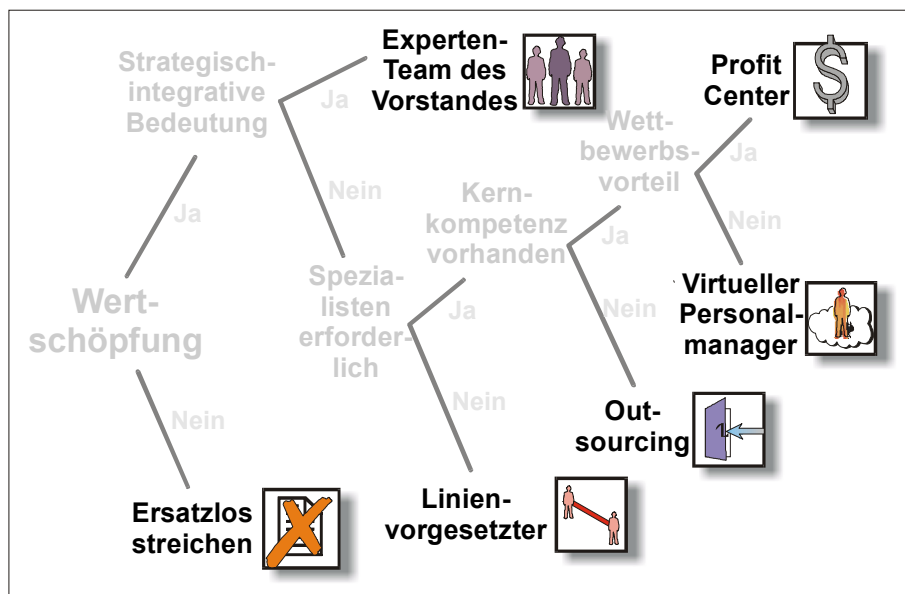 Strategisch-
integrative
Bedeutung
Ja
Experten-
Team des
Vorstandes
Profit
Center
Wett-
bewerbs-
vorteil
Ja
Nein
Kern-
kompetenz
vorhanden
Ja
Nein
Ja
Nein
Wert-
schöpfung
Spezia-
listen
erforder-
lich
Ja
Nein
Virtueller
Personal-
manager
Nein
Out-
sourcing
Linien-
vorgesetzter
Ersatzlos
streichen